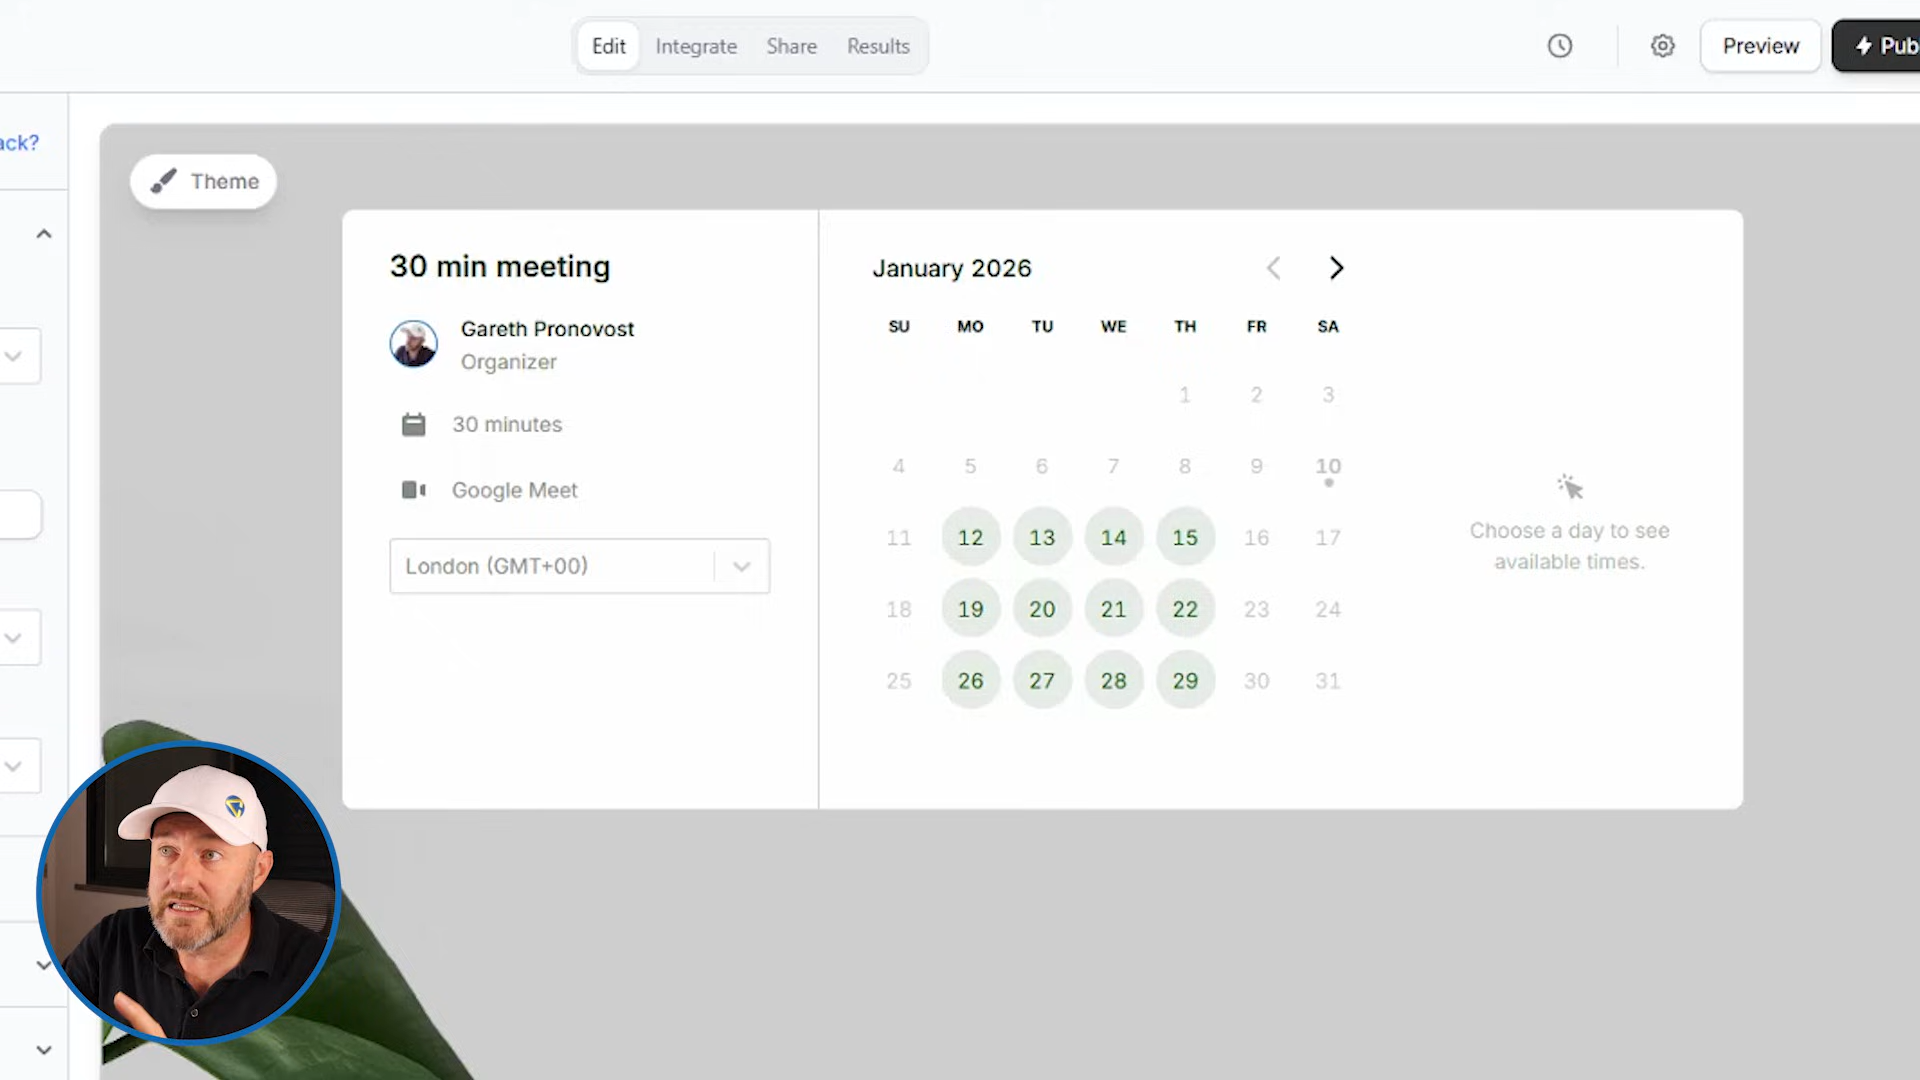 Edit Integrate Share Results
Preview
Pub
ack?
Theme
30 min meeting
Gareth Pronovost
Organizer
30 minutes
Google Meet
London (GMT+00)
January 2026
SU MO TU WE TH FR SA
1 2 3
4 5 6 7 8 9 10
11 12 13 14 15 16 17
18 19 20 21 22 23 24
25 26 27 28 29 30 31
Choose a day to see
available times.